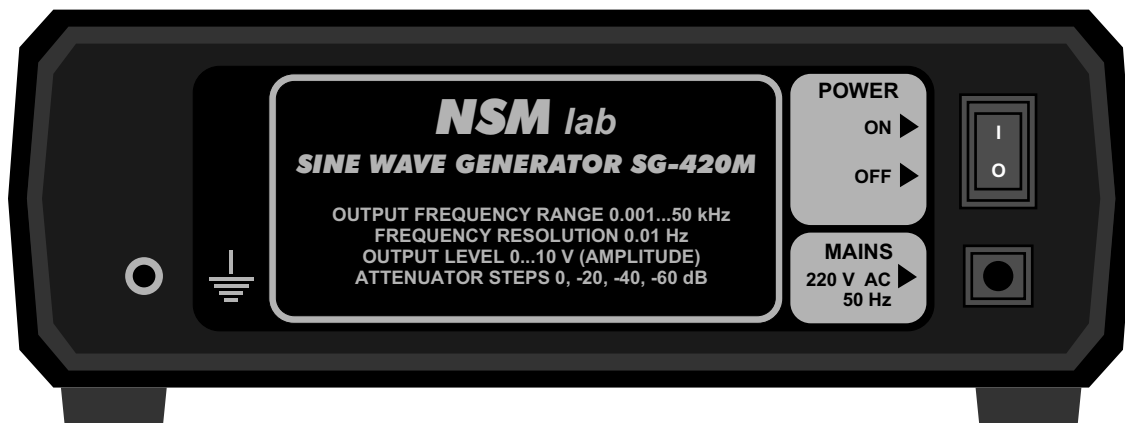 NSM lab
SINE WAVE GENERATOR SG-420M
OUTPUT FREQUENCY RANGE 0.001...50 kHz
FREQUENCY RESOLUTION 0.01 Hz
OUTPUT LEVEL 0...10 V (AMPLITUDE)
ATTENUATOR STEPS 0, -20, -40, -60 dB
POWER
ON
OFF
I
O
MAINS
220 V AC
50 Hz